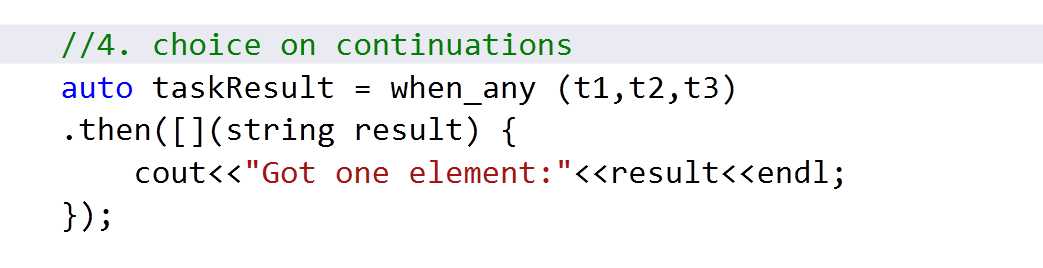 //4. choice on continuations
auto taskResult = when_any (t1,t2,t3)
.then([](string result) {
    cout<<"Got one element:"<<result<<endl;
});